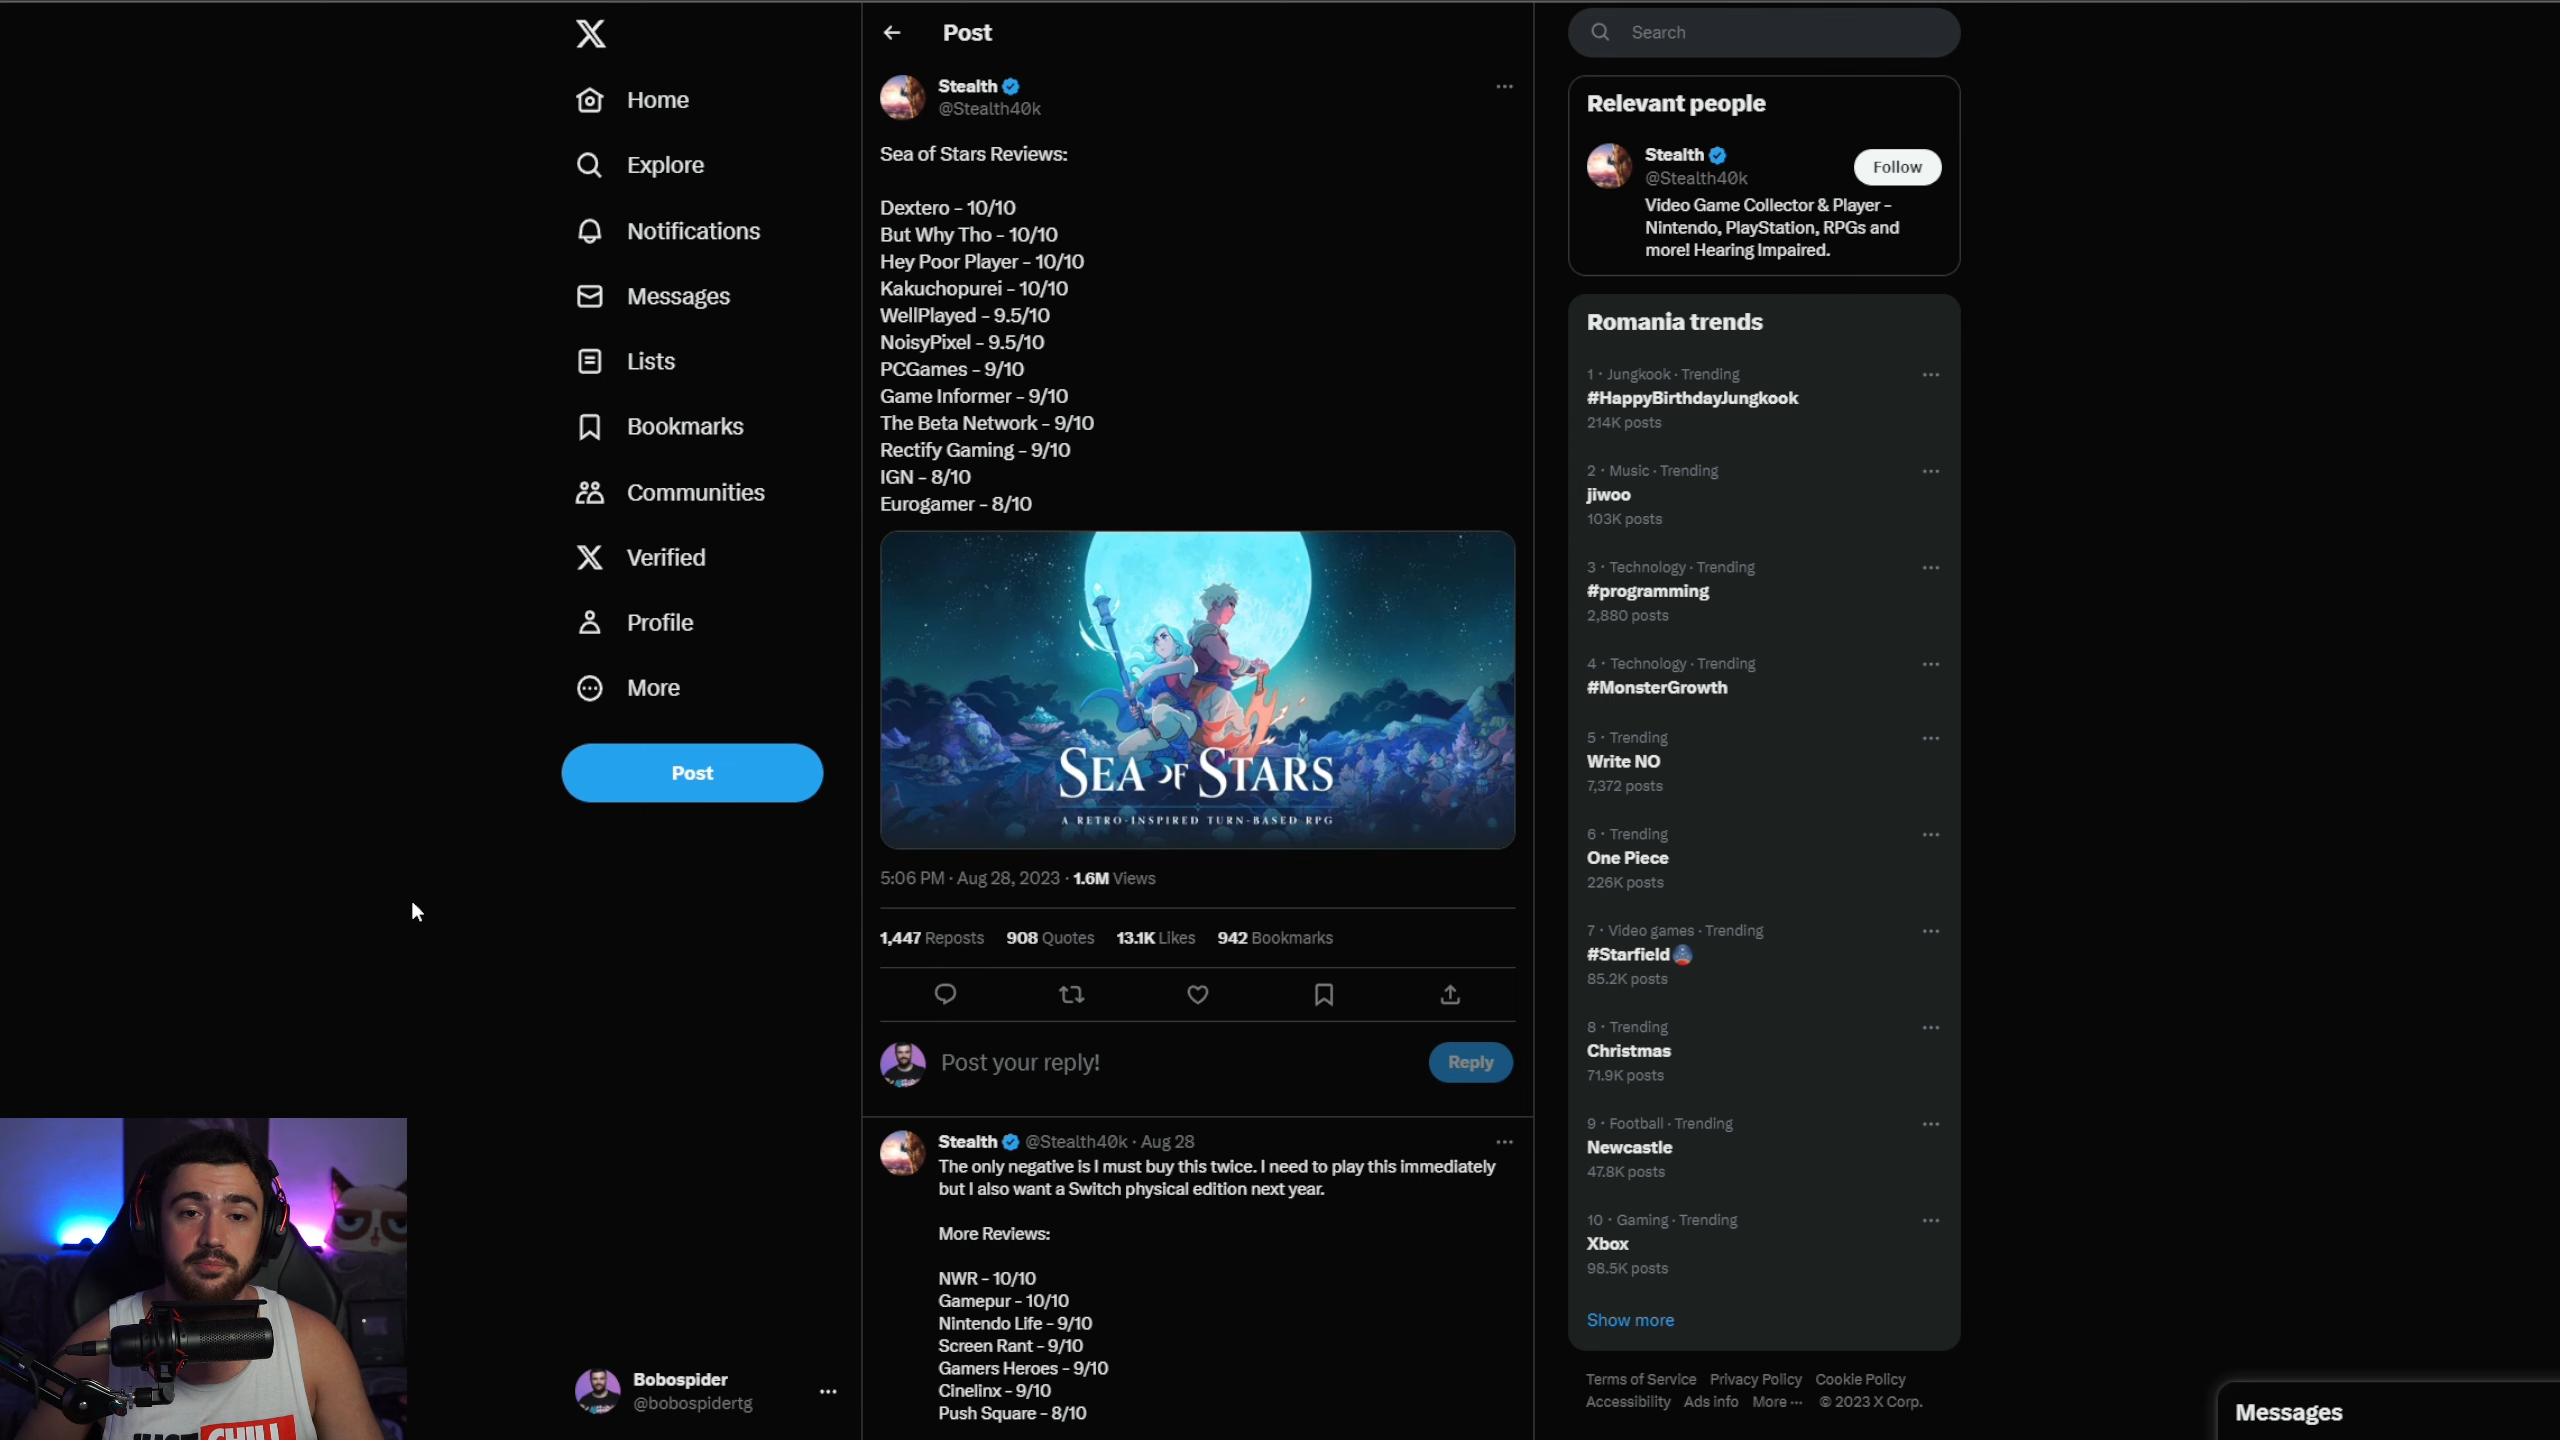 Home
Explore
Notifications
Messages
Lists
Bookmarks
Communities
Verified
Profile
More
Post
Bobospider
@bobospidertg
Post
Stealth
@Stealth40k
Sea of Stars Reviews:
Dextero - 10/10
But Why Tho - 10/10
Hey Poor Player - 10/10
Kakuchopurei - 10/10
WellPlayed - 9.5/10
NoisyPixel - 9.5/10
PCGames - 9/10
Game Informer - 9/10
The Beta Network - 9/10
Rectify Gaming - 9/10
IGN - 8/10
Eurogamer - 8/10
SEA OF STARS
A RETRO-INSPIRED TURN-BASED RPG
5:06 PM · Aug 28, 2023 · 1.6M Views
1,447 Reposts 908 Quotes 13.1K Likes 942 Bookmarks
Post your reply!
Reply
Stealth @Stealth40k · Aug 28
The only negative is I must buy this twice. I need to play this immediately
but I also want a Switch physical edition next year.
More Reviews:
NWR - 10/10
Gamepur - 10/10
Nintendo Life - 9/10
Screen Rant - 9/10
Gamers Heroes - 9/10
Cinelinx - 9/10
Push Square - 8/10
Search
Relevant people
Stealth
@Stealth40k
Follow
Video Game Collector & Player -
Nintendo, PlayStation, RPGs and
more! Hearing Impaired.
Romania trends
1 · Jungkook · Trending
#HappyBirthdayJungkook
214K posts
2 · Music · Trending
jiwoo
103K posts
3 · Technology · Trending
#programming
2,880 posts
4 · Technology · Trending
#MonsterGrowth
5 · Trending
Write NO
7,372 posts
6 · Trending
One Piece
226K posts
7 · Video games · Trending
#Starfield
85.2K posts
8 · Trending
Christmas
71.9K posts
9 · Football · Trending
Newcastle
47.8K posts
10 · Gaming · Trending
Xbox
98.5K posts
Show more
Terms of Service Privacy Policy Cookie Policy
Accessibility Ads info More ··· © 2023 X Corp.
Messages
JUST CHILL